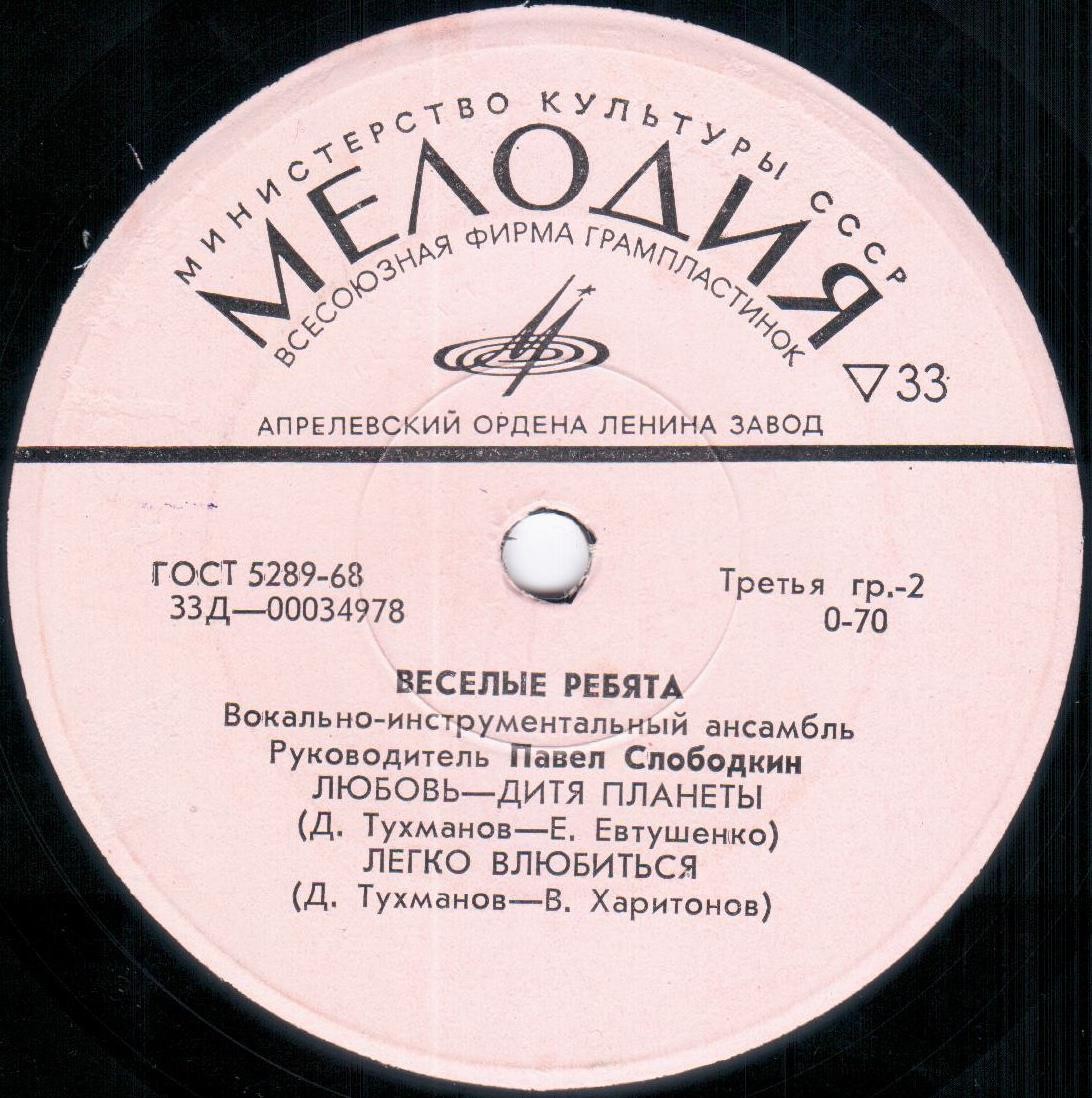 МИНИСТЕРСТВО КУЛЬТУРЫ СССР
МЕЛОДИЯ
ВСЕСОЮЗНАЯ ФИРМА ГРАМПЛАСТИНОК
▽33
АПРЕЛЕВСКИЙ ОРДЕНА ЛЕНИНА ЗАВОД
ГОСТ 5289-68
33Д—00034978
Третья гр.-2
0-70
ВЕСЕЛЫЕ РЕБЯТА
Вокально-инструментальный ансамбль
Руководитель Павел Слободкин
ЛЮБОВЬ—ДИТЯ ПЛАНЕТЫ
(Д. Тухманов—Е. Евтушенко)
ЛЕГКО ВЛЮБИТЬСЯ
(Д. Тухманов—В. Харитонов)